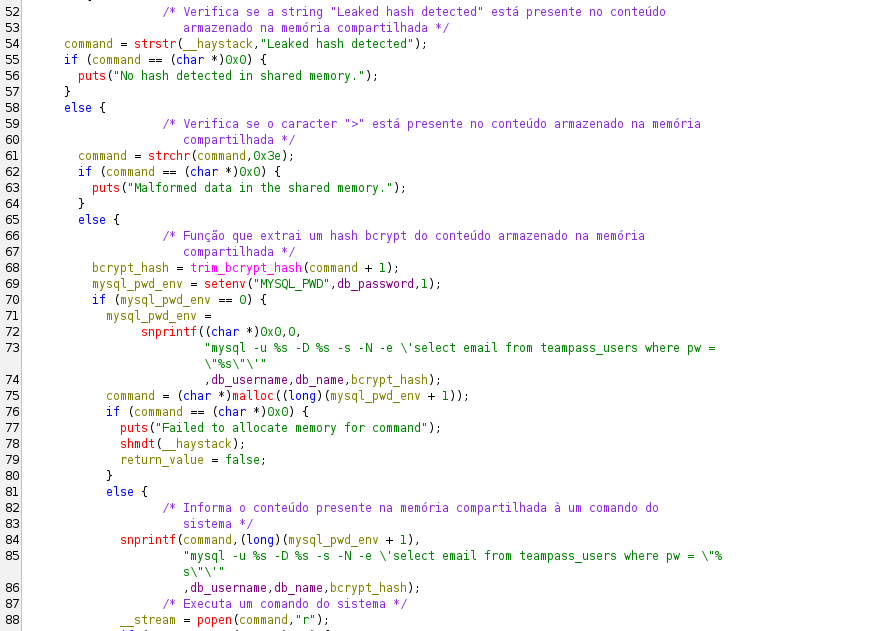 52 /* Verifica se a string "Leaked hash detected" está presente no conteúdo
53 armazenado na memória compartilhada */
54 command = strstr(__haystack,"Leaked hash detected");
55 if (command == (char *)0x0) {
56 puts("No hash detected in shared memory.");
57 }
58 else {
59 /* Verifica se o caracter ">" está presente no conteúdo armazenado na memória
60 compartilhada */
61 command = strchr(command,0x3e);
62 if (command == (char *)0x0) {
63 puts("Malformed data in the shared memory.");
64 }
65 else {
66 /* Função que extrai um hash bcrypt do conteúdo armazenado na memória
67 compartilhada */
68 bcrypt_hash = trim_bcrypt_hash(command + 1);
69 mysql_pwd_env = setenv("MYSQL_PWD",db_password,1);
70 if (mysql_pwd_env == 0) {
71 mysql_pwd_env =
72 snprintf((char *)0x0,0,
73 "mysql -u %s -D %s -s -N -e \'select email from teampass_users where pw =
\"%s\"\'"
74 ,db_username,db_name,bcrypt_hash);
75 command = (char *)malloc((long)(mysql_pwd_env + 1));
76 if (command == (char *)0x0) {
77 puts("Failed to allocate memory for command");
78 shmdt(__haystack);
79 return_value = false;
80 }
81 else {
82 /* Informa o conteúdo presente na memória compartilhada à um comando do
83 sistema */
84 snprintf(command,(long)(mysql_pwd_env + 1),
85 "mysql -u %s -D %s -s -N -e \'select email from teampass_users where pw = \"%
s\"\'"
86 ,db_username,db_name,bcrypt_hash);
87 /* Executa um comando do sistema */
88 __stream = popen(command,"r");